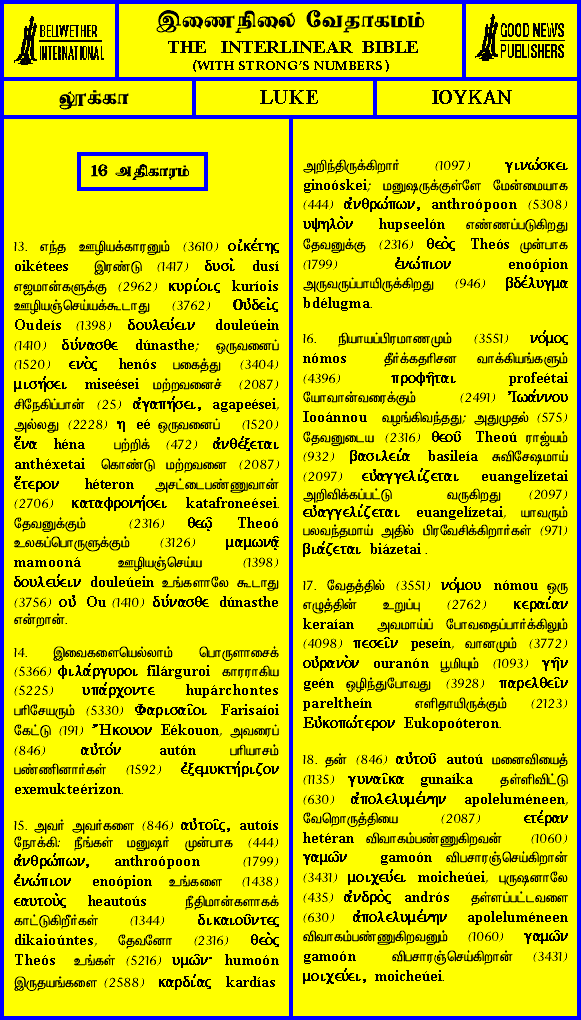 BELLWETHER
INTERNATIONAL
இணைநிலை வேதாகமம்
THE INTERLINEAR BIBLE
(WITH STRONG'S NUMBERS)
GOOD NEWS
PUBLISHERS
லூக்கா
LUKE
ΙΟΥΚΑΝ
16 அதிகாரம்
13. எந்த ஊழியக்காரனும் (3610) οἰκέτης
oikétees இரண்டு (1417) δυσὶ dusí
எஜமான்களுக்கு (2962) κυρίοις kuríois
ஊழியஞ்செய்யக்கூடாது (3762) Οὐδεὶς
Oudeís (1398) δουλεύειν douleúein
(1410) δύνασθε dúnasthe; ஒருவனைப்
(1520) ενὸς henós பகைத்து (3404)
μισήσει miseései மற்றவனைச் (2087)
சிநேகிப்பான் (25) ἀγαπήσει, agapeései,
அல்லது (2228) η eé ஒருவனைப் (1520)
ἕνα héna பற்றிக் (472) ἀνθέξεται
anthéxetai கொண்டு மற்றவனை (2087)
ἕτερον héteron அசட்டைபண்ணுவான்
(2706) καταφρονήσει katafroneései.
தேவனுக்கும் (2316) θεῷ Theoó
உலகப்பொருளுக்கும் (3126) μαμωνᾷ
mamooná ஊழியஞ்செய்ய (1398)
δουλεύειν douleúein உங்களாலே கூடாது
(3756) οὐ Ou (1410) δύνασθε dúnasthe
என்றான்.
14. இவைகளையெல்லாம் பொருளாசைக்
(5366) φιλάργυροι filárguroi காரராகிய
(5225) υπάρχοντε hupárchontes
பரிசேயரும் (5330) Φαρισαῖοι Farisaíoi
கேட்டு (191) Ἤκουον Eékouon, அவரைப்
(846) αὐτόν autón பரியாசம்
பண்ணினார்கள் (1592) ἐξεμυκτήριζον
exemukteérizon.
15. அவர் அவர்களை (846) αὐτοῖς, autoís
நோக்கி: நீங்கள் மனுஷர் முன்பாக (444)
ἀνθρώπων, anthroópoon (1799)
ἐνώπιον enoópion உங்களை (1438)
εαυτοὺς heautoús நீதிமான்களாகக்
காட்டுகிறீர்கள் (1344) δικαιοῦντες
dikaioúntes, தேவனோ (2316) θεὸς
Theós உங்கள் (5216) υμῶν· humoón
இருதயங்களை (2588) καρδίας kardías
அறிந்திருக்கிறார் (1097) γινώσκει
ginoóskei; மனுஷருக்குள்ளே மேன்மையாக
(444) ἀνθρώπων, anthroópoon (5308)
υψηλὸν hupseelón எண்ணப்படுகிறது
தேவனுக்கு (2316) θεὸς Theós முன்பாக
(1799) ἐνώπιον enoópion
அருவருப்பாயிருக்கிறது (946) βδέλυγμα
bdélugma.
16. நியாயப்பிரமாணமும் (3551) νόμος
nómos தீர்க்கதரிசன வாக்கியங்களும்
(4396) προφῆται profeétai
யோவான்வரைக்கும் (2491) Ἰωάννου
Iooánnou வழங்கிவந்தது; அதுமுதல் (575)
தேவனுடைய (2316) θεοῦ Theoú ராஜ்யம்
(932) βασιλεία basileía சுவிசேஷமாய்
(2097) εὐαγγελίζεται euangelízetai
அறிவிக்கப்பட்டு வருகிறது (2097)
εὐαγγελίζεται euangelízetai, யாவரும்
பலவந்தமாய் அதில் பிரவேசிக்கிறார்கள் (971)
βιάζεται biázetai .
17. வேதத்தில் (3551) νόμου nómou ஒரு
எழுத்தின் உறுப்பு (2762) κεραίαν
keraían அவமாய்ப் போவதைப்பார்க்கிலும்
(4098) πεσεῖν peseín, வானமும் (3772)
οὐρανὸν ouranón பூமியும் (1093) γῆν
geén ஒழிந்துபோவது (3928) παρελθεῖν
pareltheín எளிதாயிருக்கும் (2123)
Εὐκοπώτερον Eukopoóteron.
18. தன் (846) αὐτοῦ autoú மனைவியைத்
(1135) γυναῖκα gunaíka தள்ளிவிட்டு
(630) ἀπολελυμένην apoleluméneen,
வேறொருத்தியை (2087) ετέραν
hetéran விவாகம்பண்ணுகிறவன் (1060)
γαμῶν gamoón விபசாரஞ்செய்கிறான்
(3431) μοιχεύει moicheúei, புருஷனாலே
(435) ἀνδρὸς andrós தள்ளப்பட்டவளை
(630) ἀπολελυμένην apoleluméneen
விவாகம்பண்ணுகிறவனும் (1060) γαμῶν
gamoón விபசாரஞ்செய்கிறான் (3431)
μοιχεύει, moicheúei.